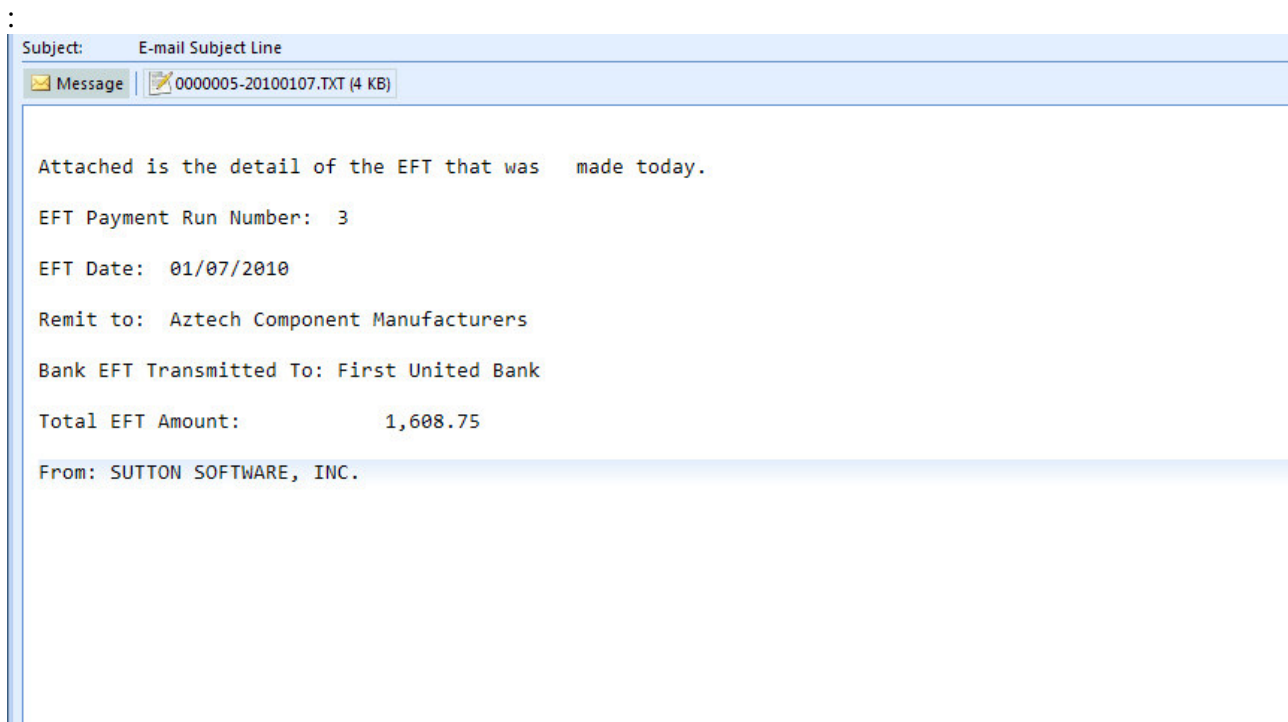 :
Subject: E-mail Subject Line
Message 0000005-20100107.TXT (4 KB)
Attached is the detail of the EFT that was made today.
EFT Payment Run Number: 3
EFT Date: 01/07/2010
Remit to: Aztech Component Manufacturers
Bank EFT Transmitted To: First United Bank
Total EFT Amount: 1,608.75
From: SUTTON SOFTWARE, INC.